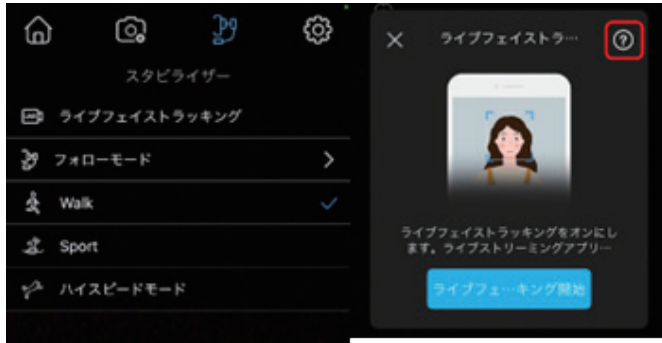 スタビライザー
ライブフェイストラッキング
フォローモード
Walk
Sport
ハイスピードモード
ライブフェイストラ…
ライブフェイストラッキングをオンにし
ます。ライブストリーミングアプリ…
ライブフェ…キング開始